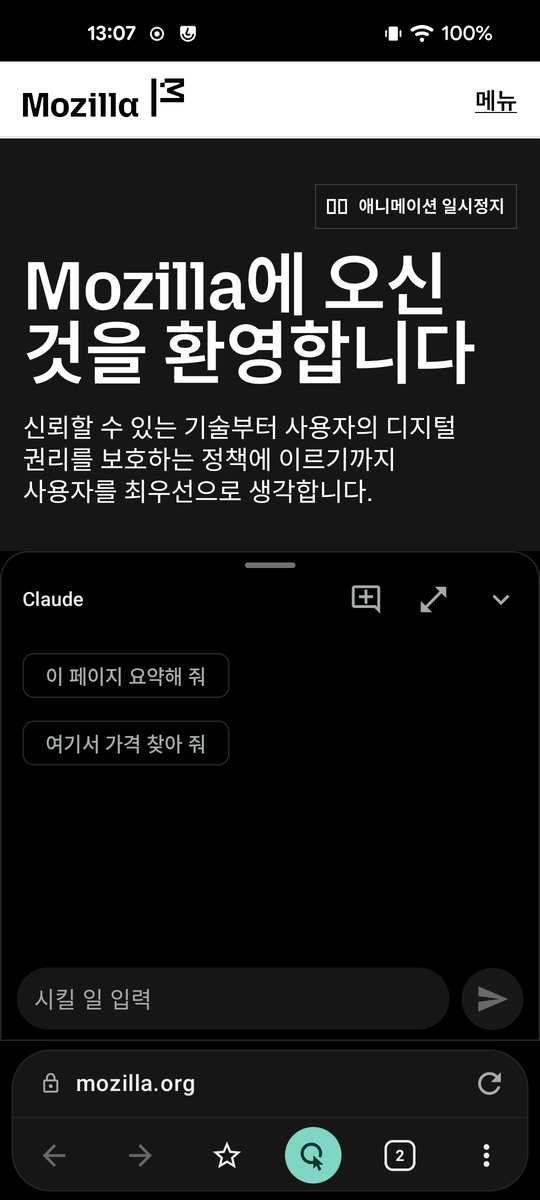 13:07
100%
Mozilla
메뉴
애니메이션 일시정지
Mozilla에 오신
것을 환영합니다
신뢰할 수 있는 기술부터 사용자의 디지털
권리를 보호하는 정책에 이르기까지
사용자를 최우선으로 생각합니다.
Claude
이 페이지 요약해 줘
여기서 가격 찾아 줘
시킬 일 입력
mozilla.org
2